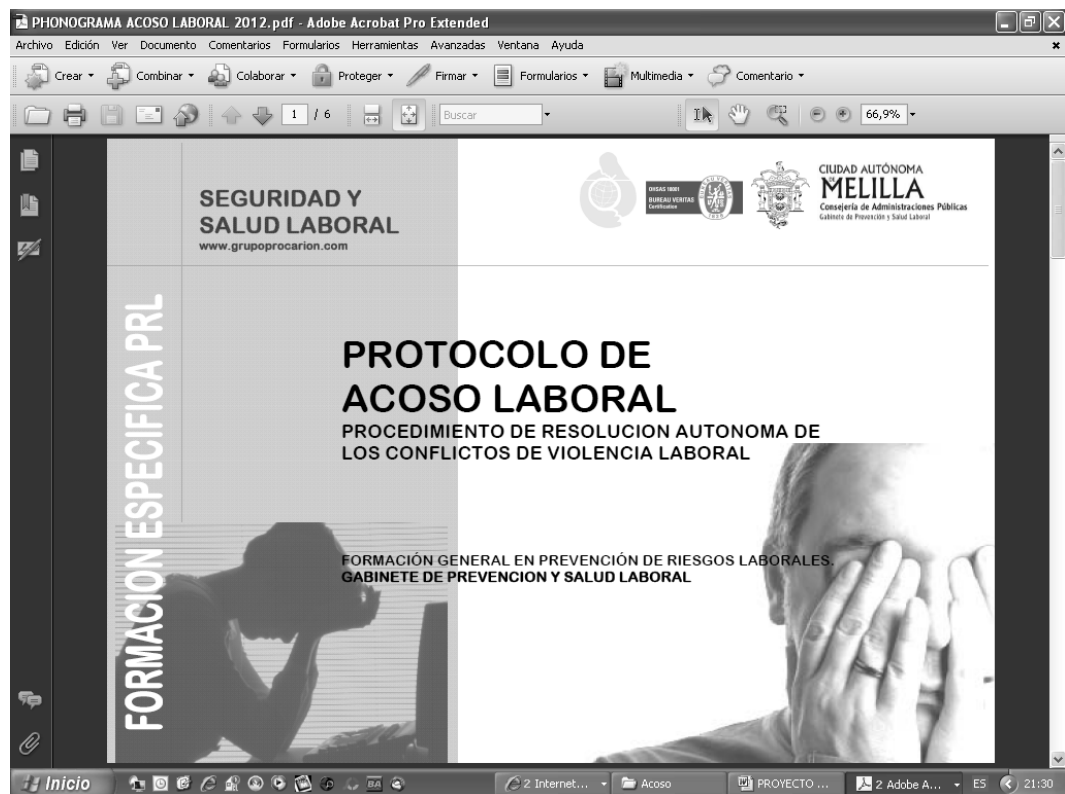 PHONOGRAMA ACOSO LABORAL 2012.pdf - Adobe Acrobat Pro Extended
Archivo Edición Ver Documento Comentarios Formularios Herramientas Avanzadas Ventana Ayuda
Crear Combinar Colaborar Proteger Firmar Formularios Multimedia Comentario
1 / 6 Buscar 66,9%
SEGURIDAD Y
SALUD LABORAL
www.grupoprocarion.com
OHSAS 18001
BUREAU VERITAS
Certification
CIUDAD AUTÓNOMA
DE
MELILLA
Consejería de Administraciones Públicas
Gabinete de Prevención y Salud Laboral
FORMACION ESPECIFICA PRL
PROTOCOLO DE
ACOSO LABORAL
PROCEDIMIENTO DE RESOLUCION AUTONOMA DE
LOS CONFLICTOS DE VIOLENCIA LABORAL
FORMACIÓN GENERAL EN PREVENCIÓN DE RIESGOS LABORALES.
GABINETE DE PREVENCION Y SALUD LABORAL
Inicio 2 Internet... Acoso PROYECTO ... 2 Adobe A... ES 21:30